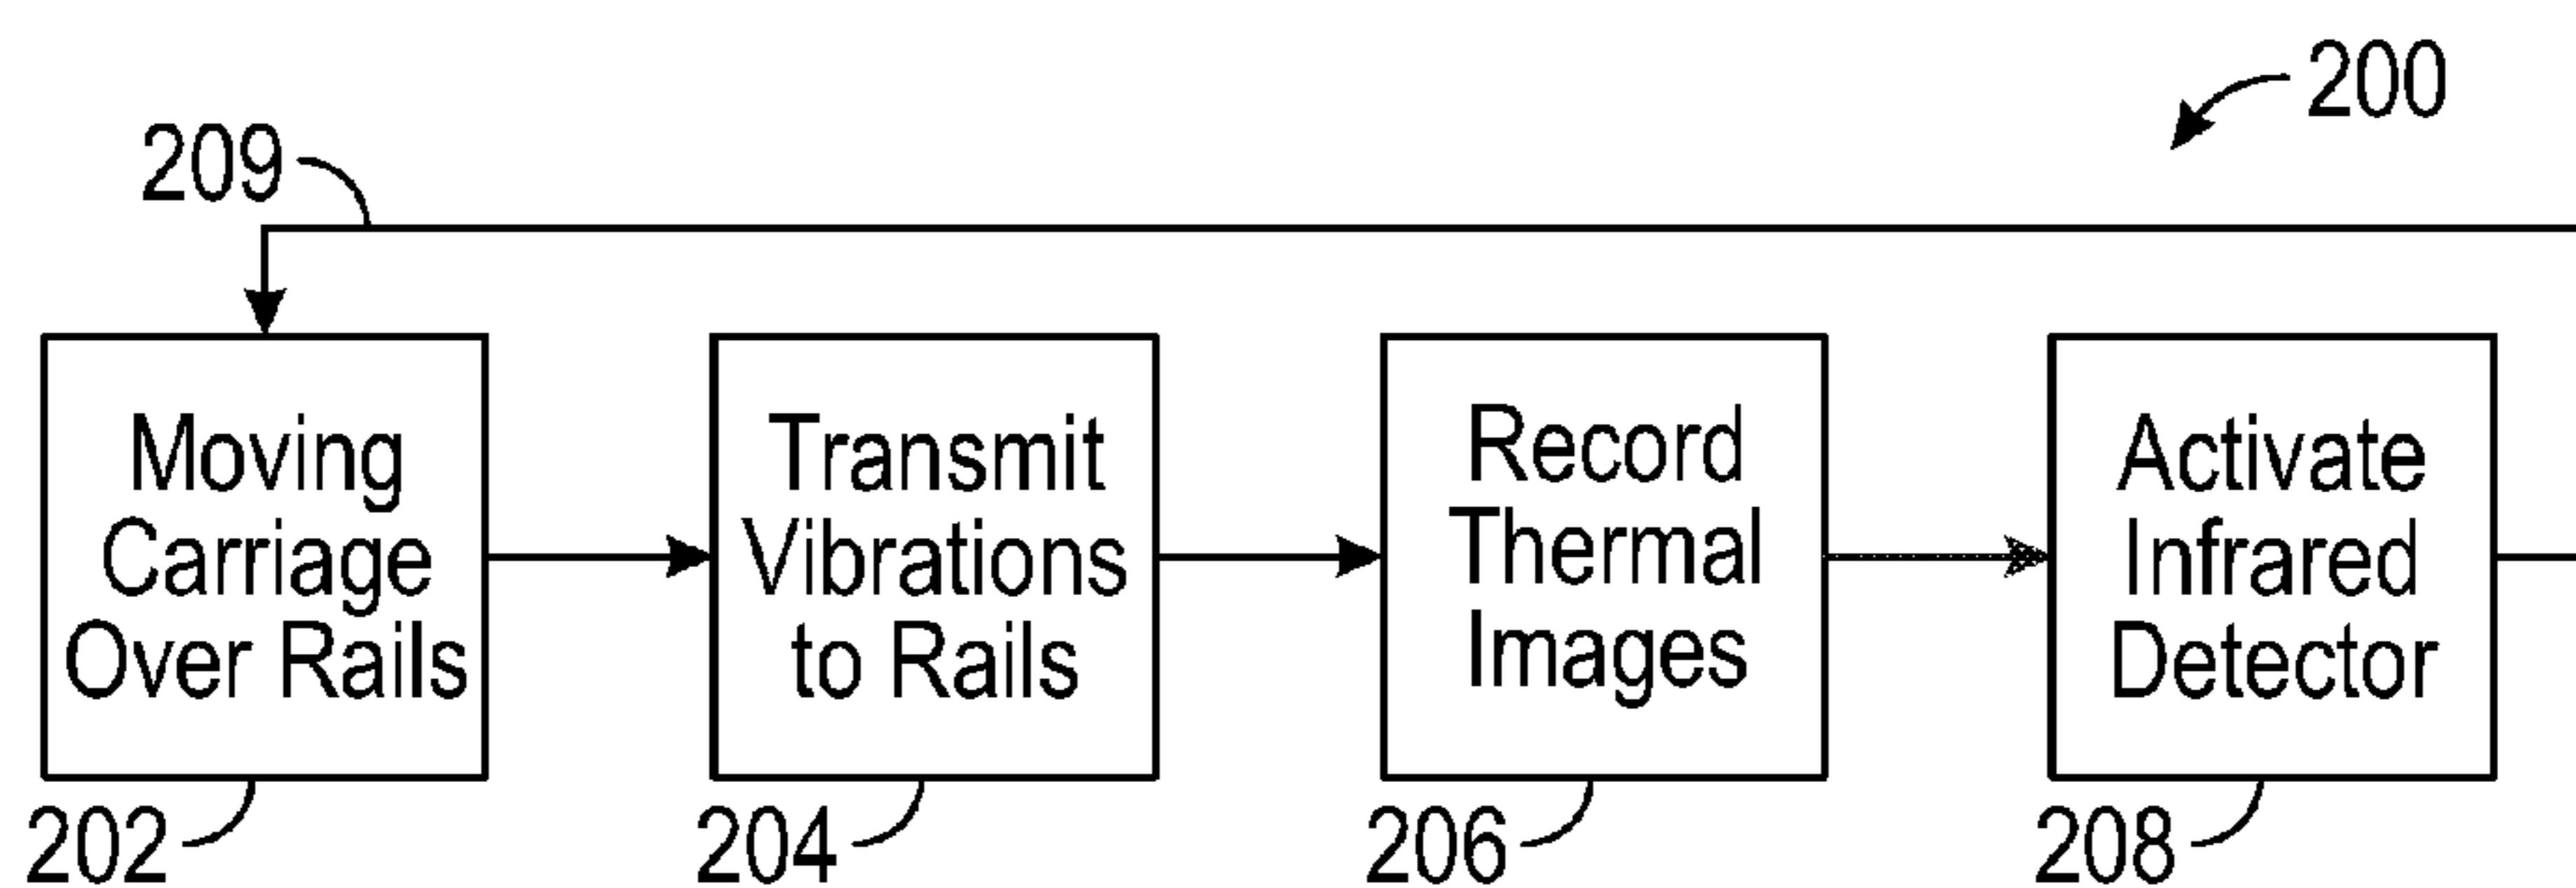 200
209
Moving
Carriage
Over Rails
Transmit
Vibrations
to Rails
Record
Thermal
Images
Activate
Infrared
Detector
202
204
206
208